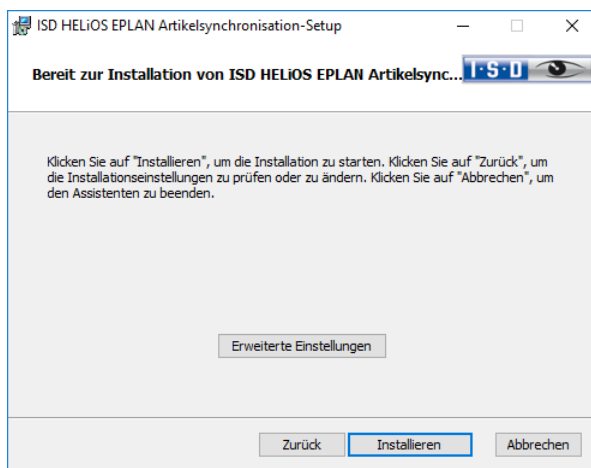 ISD HELiOS EPLAN Artikelsynchronisation-Setup
Bereit zur Installation von ISD HELiOS EPLAN Artikelsync...
I·S·D
Klicken Sie auf "Installieren", um die Installation zu starten. Klicken Sie auf "Zurück", um
die Installationseinstellungen zu prüfen oder zu ändern. Klicken Sie auf "Abbrechen", um
den Assistenten zu beenden.
Erweiterte Einstellungen
Zurück Installieren Abbrechen